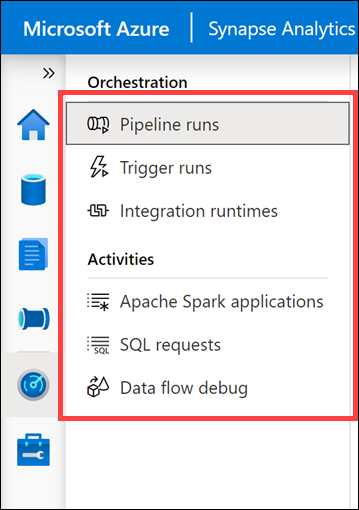 Microsoft Azure Synapse Analytics
»
Orchestration
Pipeline runs
Trigger runs
Integration runtimes
Activities
Apache Spark applications
SQL requests
Data flow debug